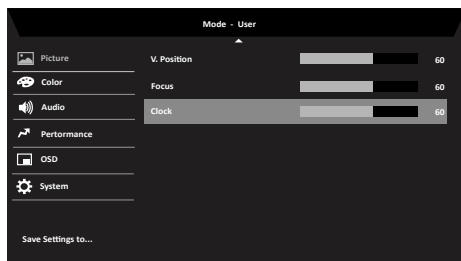 Mode - User
Picture
Color
Audio
Pertormance
OSD
System
Save Settings to...
V. Position 60
Focus 60
Clock 60